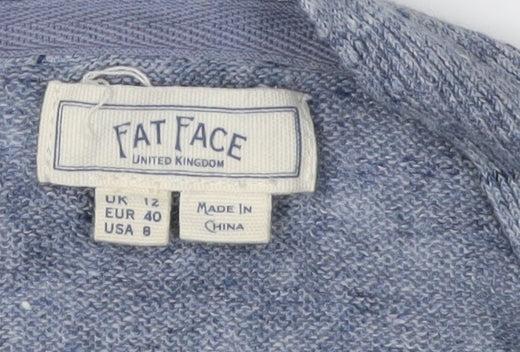 FAT FACE
UNITED KINGDOM
UK 12
EUR 40
USA 8
MADE IN
CHINA